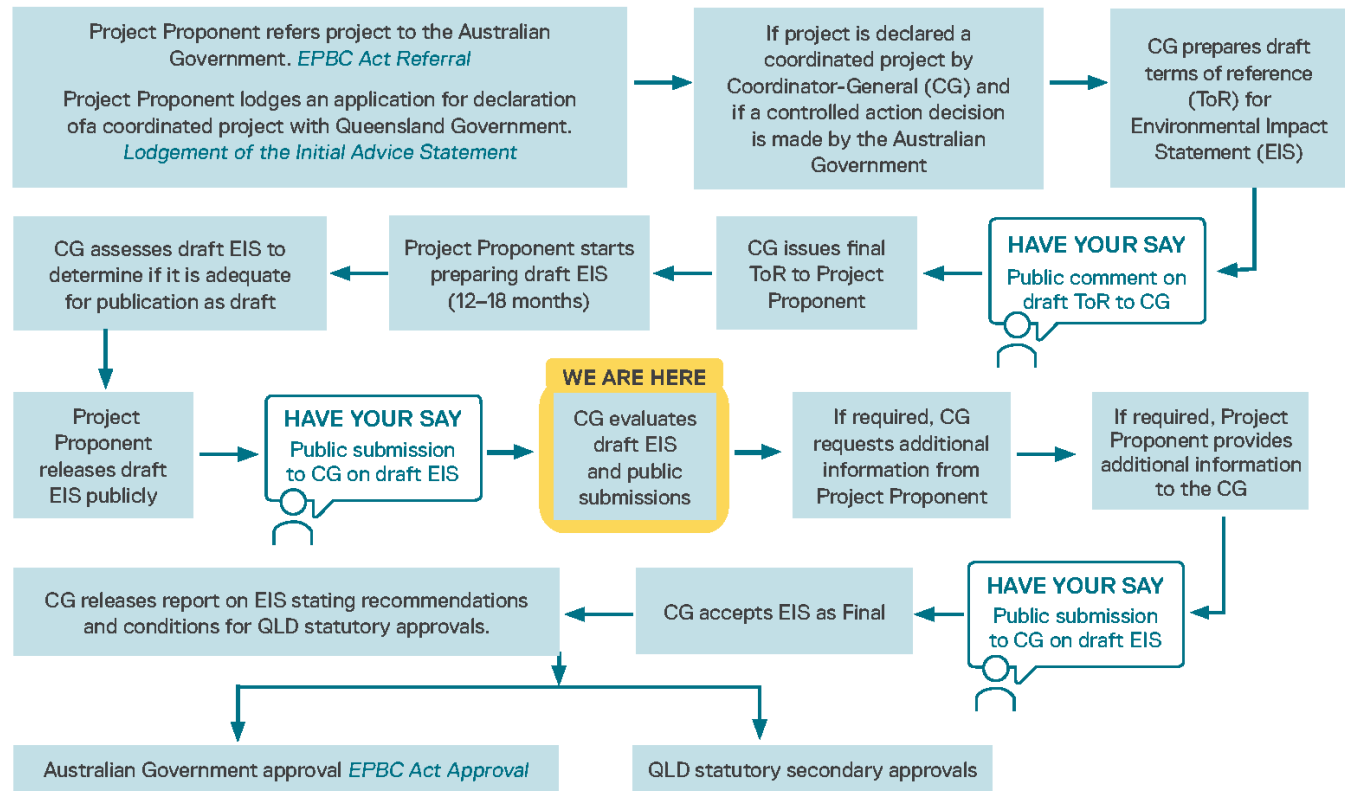 Project Proponent refers project to the Australian
Government. EPBC Act Referral
Project Proponent lodges an application for declaration
ofa coordinated project with Queensland Government.
Lodgement of the Initial Advice Statement
If project is declared a
coordinated project by
Coordinator-General (CG) and
if a controlled action decision
is made by the Australian
Government
CG prepares draft
terms of reference
(ToR) for
Environmental Impact
Statement (EIS)
HAVE YOUR SAY
Public comment on
draft ToR to CG
CG issues final
ToR to Project
Proponent
Project Proponent starts
preparing draft EIS
(12–18 months)
CG assesses draft EIS to
determine if it is adequate
for publication as draft
Project
Proponent
releases draft
EIS publicly
HAVE YOUR SAY
Public submission
to CG on draft EIS
WE ARE HERE
CG evaluates
draft EIS
and public
submissions
If required, CG
requests additional
information from
Project Proponent
If required, Project
Proponent provides
additional information
to the CG
HAVE YOUR SAY
Public submission
to CG on draft EIS
CG accepts EIS as Final
CG releases report on EIS stating recommendations
and conditions for QLD statutory approvals.
Australian Government approval EPBC Act Approval
QLD statutory secondary approvals